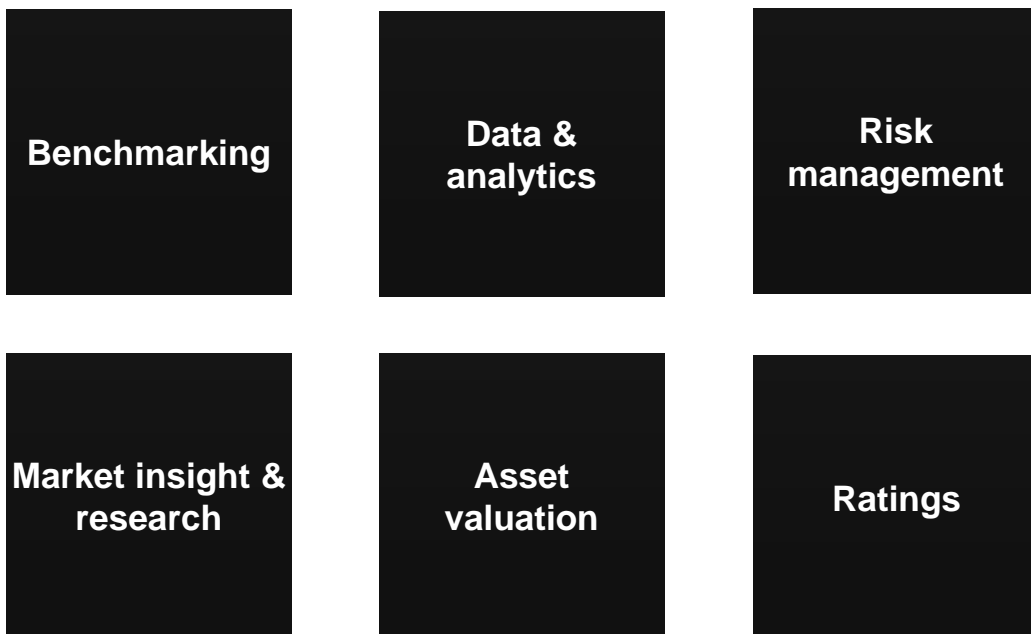 Benchmarking
Data &
analytics
Risk
management
Market insight &
research
Asset
valuation
Ratings